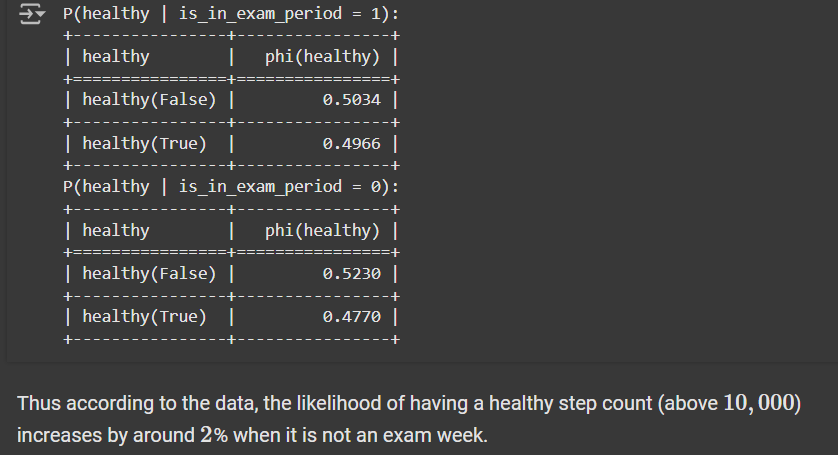 P(healthy | is_in_exam_period = 1):
+----------------+----------------+
| healthy        |   phi(healthy) |
+================+================+
| healthy(False) |         0.5034 |
+----------------+----------------+
| healthy(True)  |         0.4966 |
+----------------+----------------+
P(healthy | is_in_exam_period = 0):
+----------------+----------------+
| healthy        |   phi(healthy) |
+================+================+
| healthy(False) |         0.5230 |
+----------------+----------------+
| healthy(True)  |         0.4770 |
+----------------+----------------+
Thus according to the data, the likelihood of having a healthy step count (above 10, 000)
increases by around 2% when it is not an exam week.